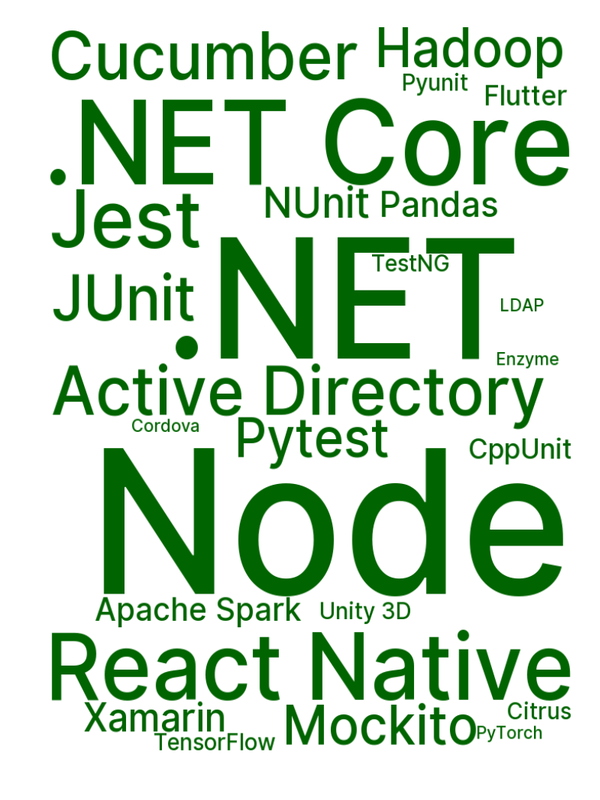 Cucumber Hadoop
Pyunit
Flutter
.NET Core
NUnit Pandas
Jest
.NET
TestNG
JUnit
LDAP
Enzyme
Active Directory
Cordova
Pytest
CppUnit
Node
Apache Spark Unity 3D
React Native
Xamarin Mockito Citrus
TensorFlow PyTorch